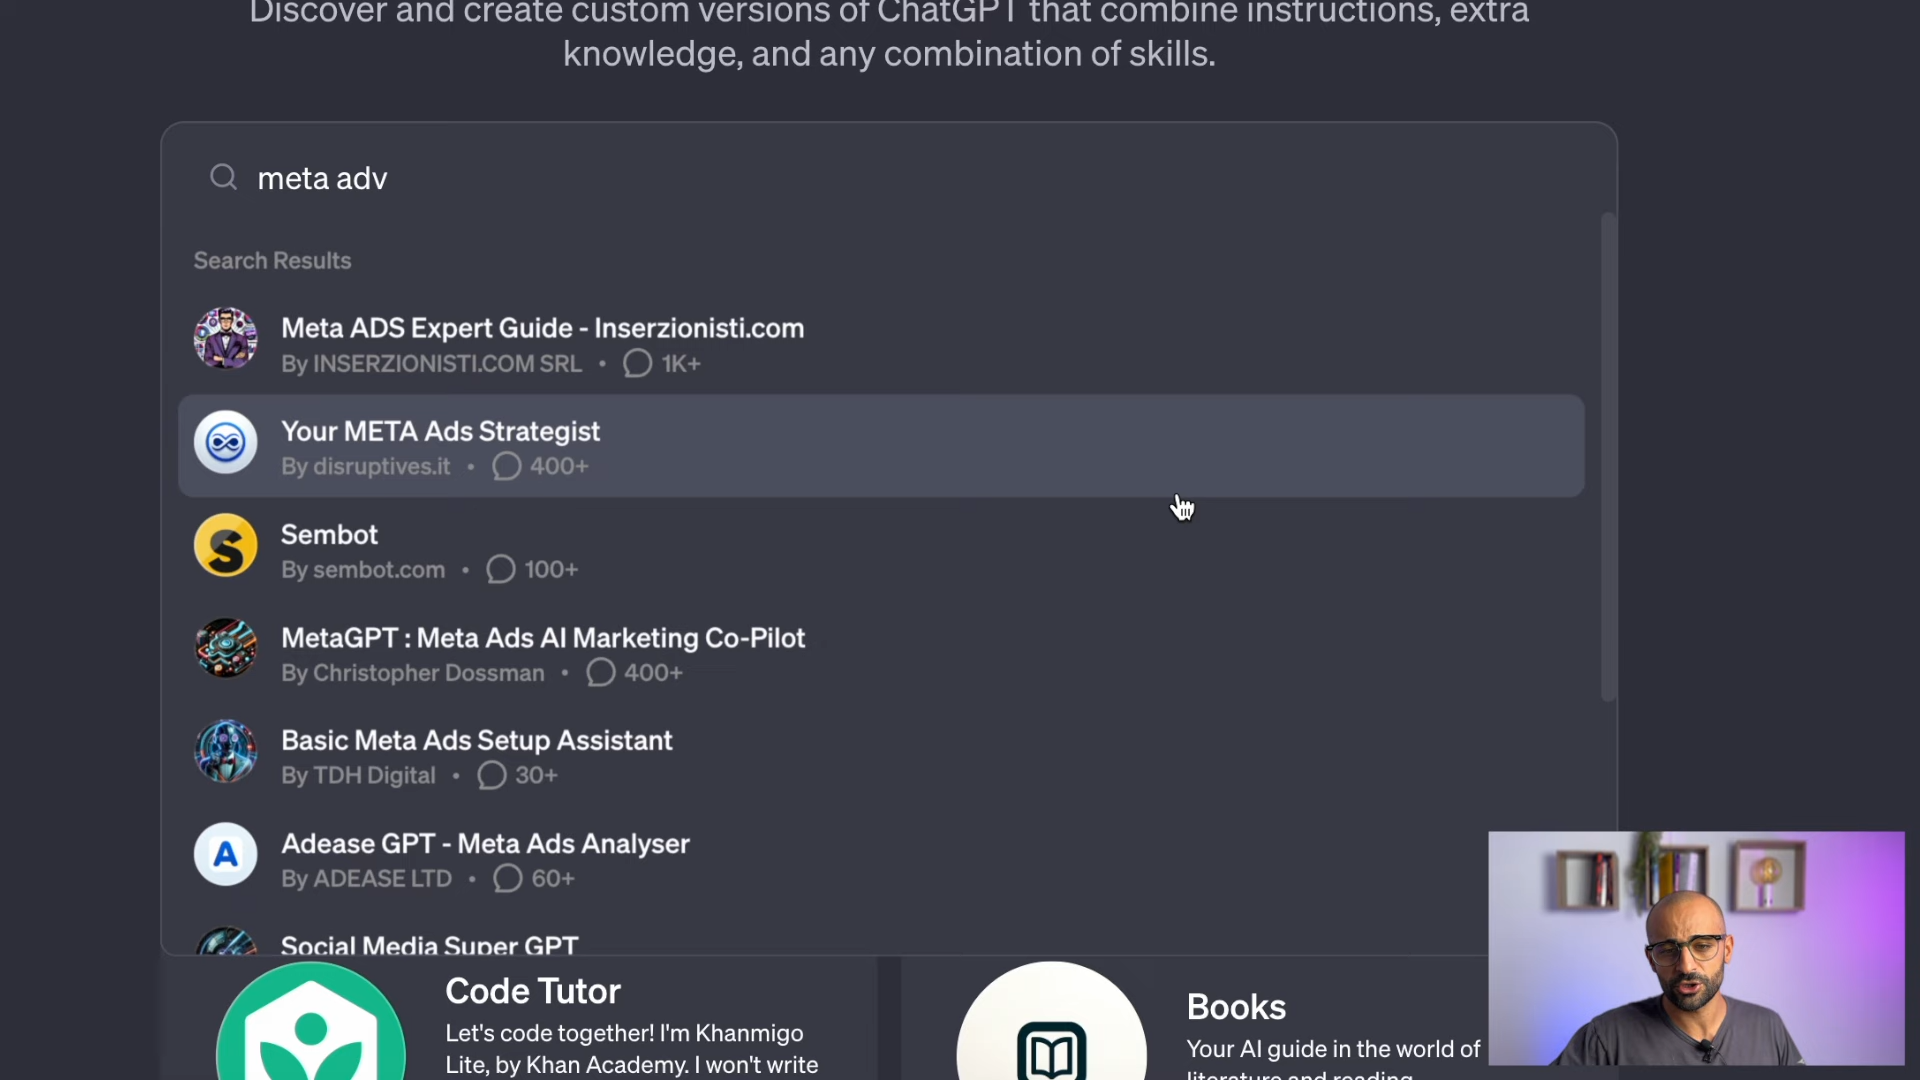 Discover and create custom versions of ChatGPT that combine instructions, extra
knowledge, and any combination of skills.
meta adv
Search Results
Meta ADS Expert Guide - Inserzionisti.com
By INSERZIONISTI.COM SRL • 1K+
Your META Ads Strategist
By disruptives.it • 400+
Sembot
By sembot.com • 100+
MetaGPT : Meta Ads AI Marketing Co-Pilot
By Christopher Dossman • 400+
Basic Meta Ads Setup Assistant
By TDH Digital • 30+
Adease GPT - Meta Ads Analyser
By ADEASE LTD • 60+
Social Media Super GPT
Code Tutor
Let's code together! I'm Khanmigo
Lite, by Khan Academy. I won't write
Books
Your AI guide in the world of
literature and reading